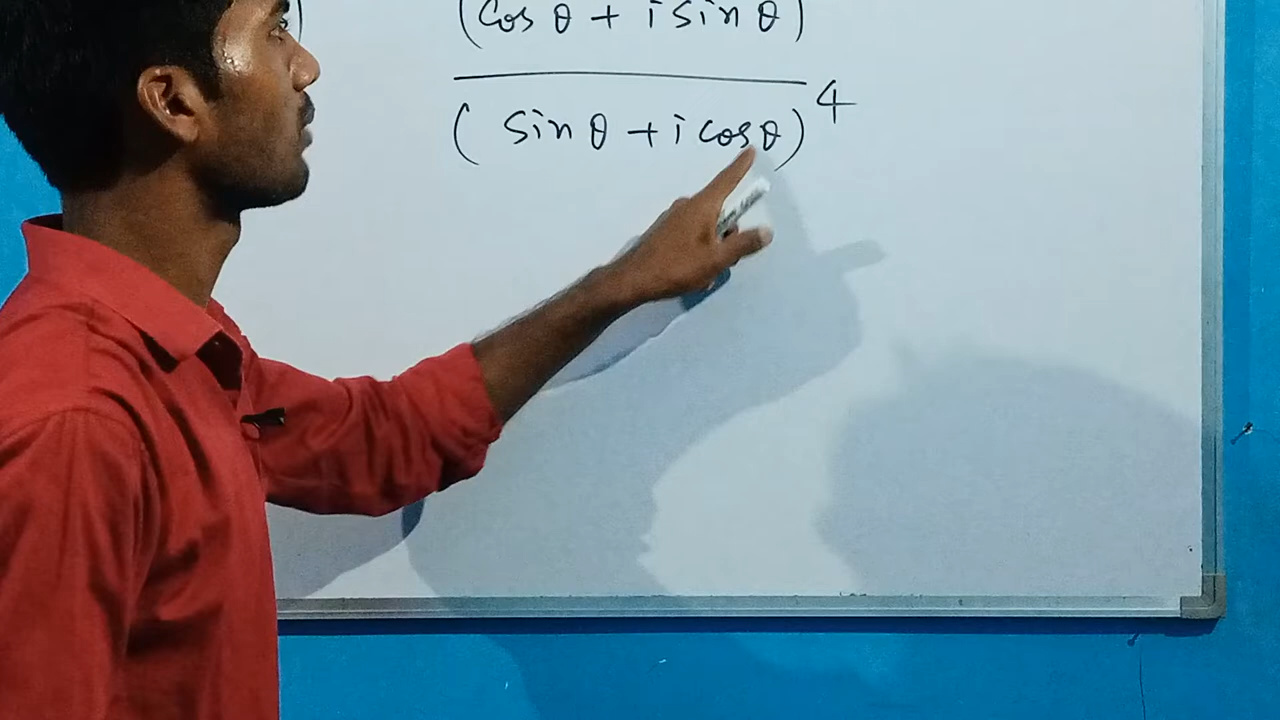 (cos θ + i sin θ)
( sin θ + i cos θ)⁴